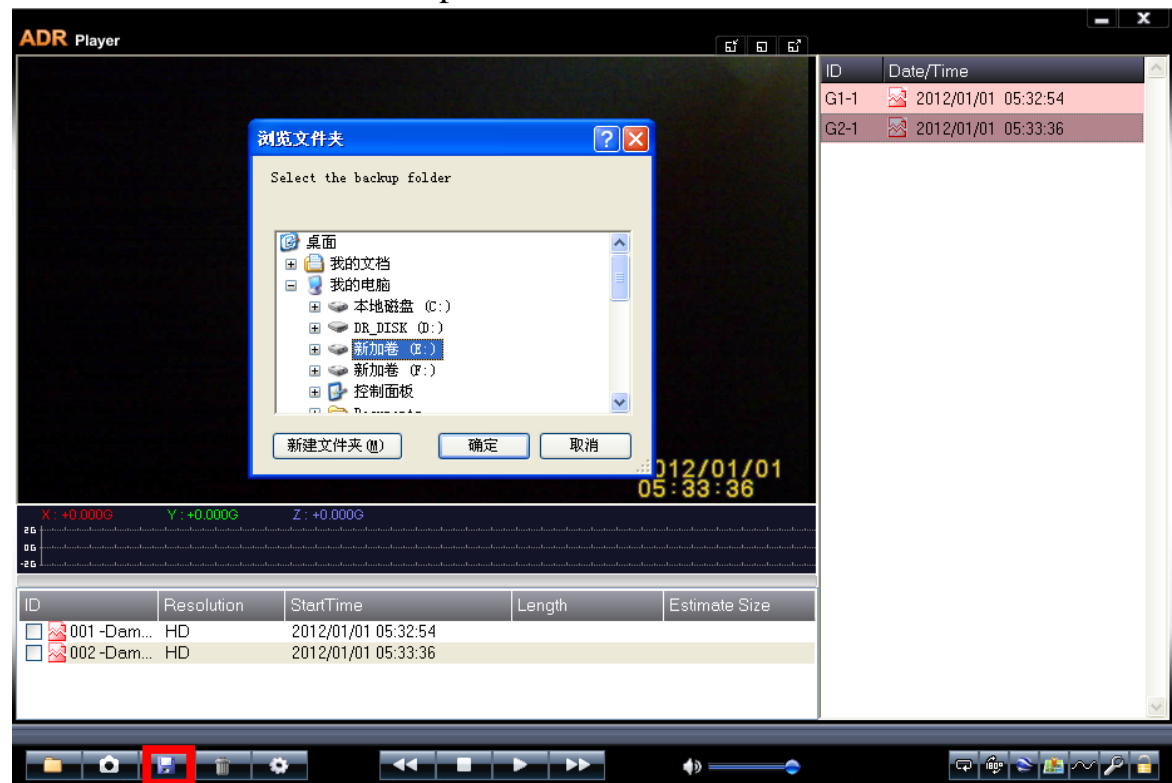 ADR Player
ID Date/Time
G1-1 2012/01/01 05:32:54
G2-1 2012/01/01 05:33:36
浏览文件夹
Select the backup folder
桌面
我的文档
我的电脑
本地磁盘 (C:)
DR_DISK (D:)
新加卷 (E:)
新加卷 (F:)
控制面板
新建文件夹(M) 确定 取消
012/01/01
05:33:36
X : +0.000G Y : +0.000G Z : +0.000G
2G
0G
-2G
ID Resolution StartTime Length Estimate Size
001 -Dam... HD 2012/01/01 05:32:54
002 -Dam... HD 2012/01/01 05:33:36
180°